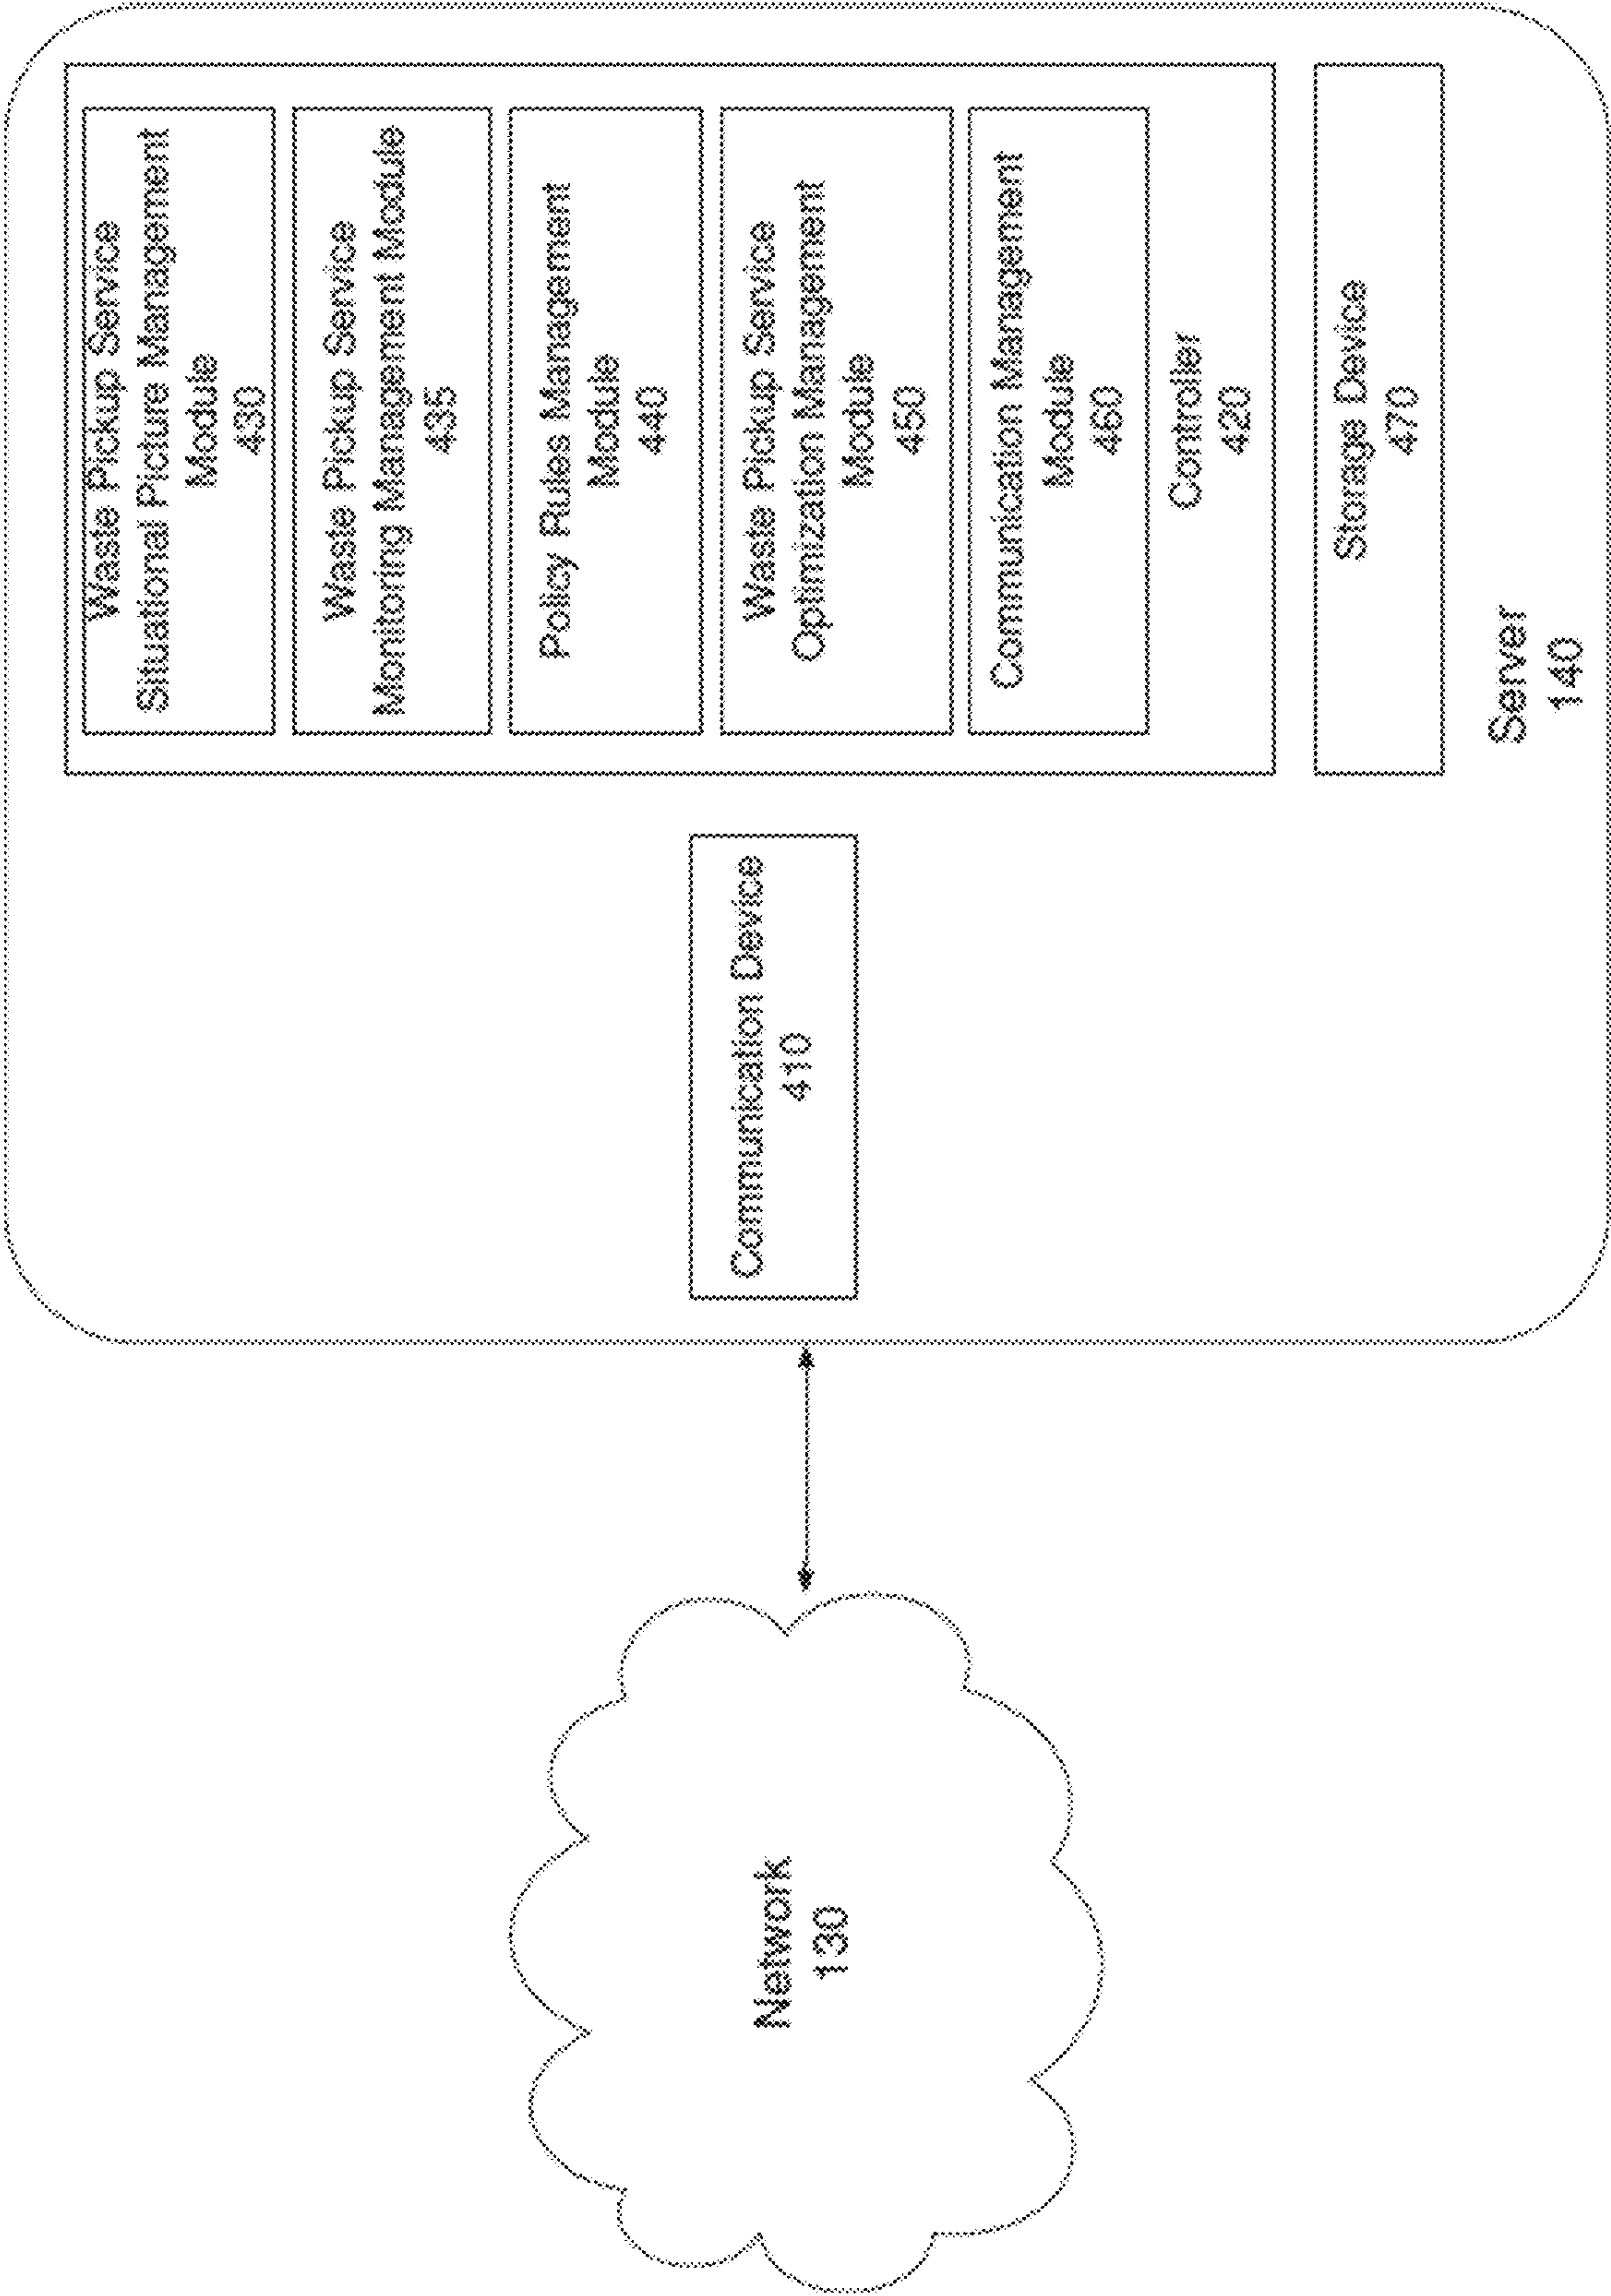 Network
130
Communication Device
410
Waste Pickup Service
Situational Picture Management
Module
430
Waste Pickup Service
Monitoring Management Module
435
Policy Rules Management
Module
440
Waste Pickup Service
Optimization Management
Module
450
Communication Management
Module
460
Controller
420
Storage Device
470
Server
140